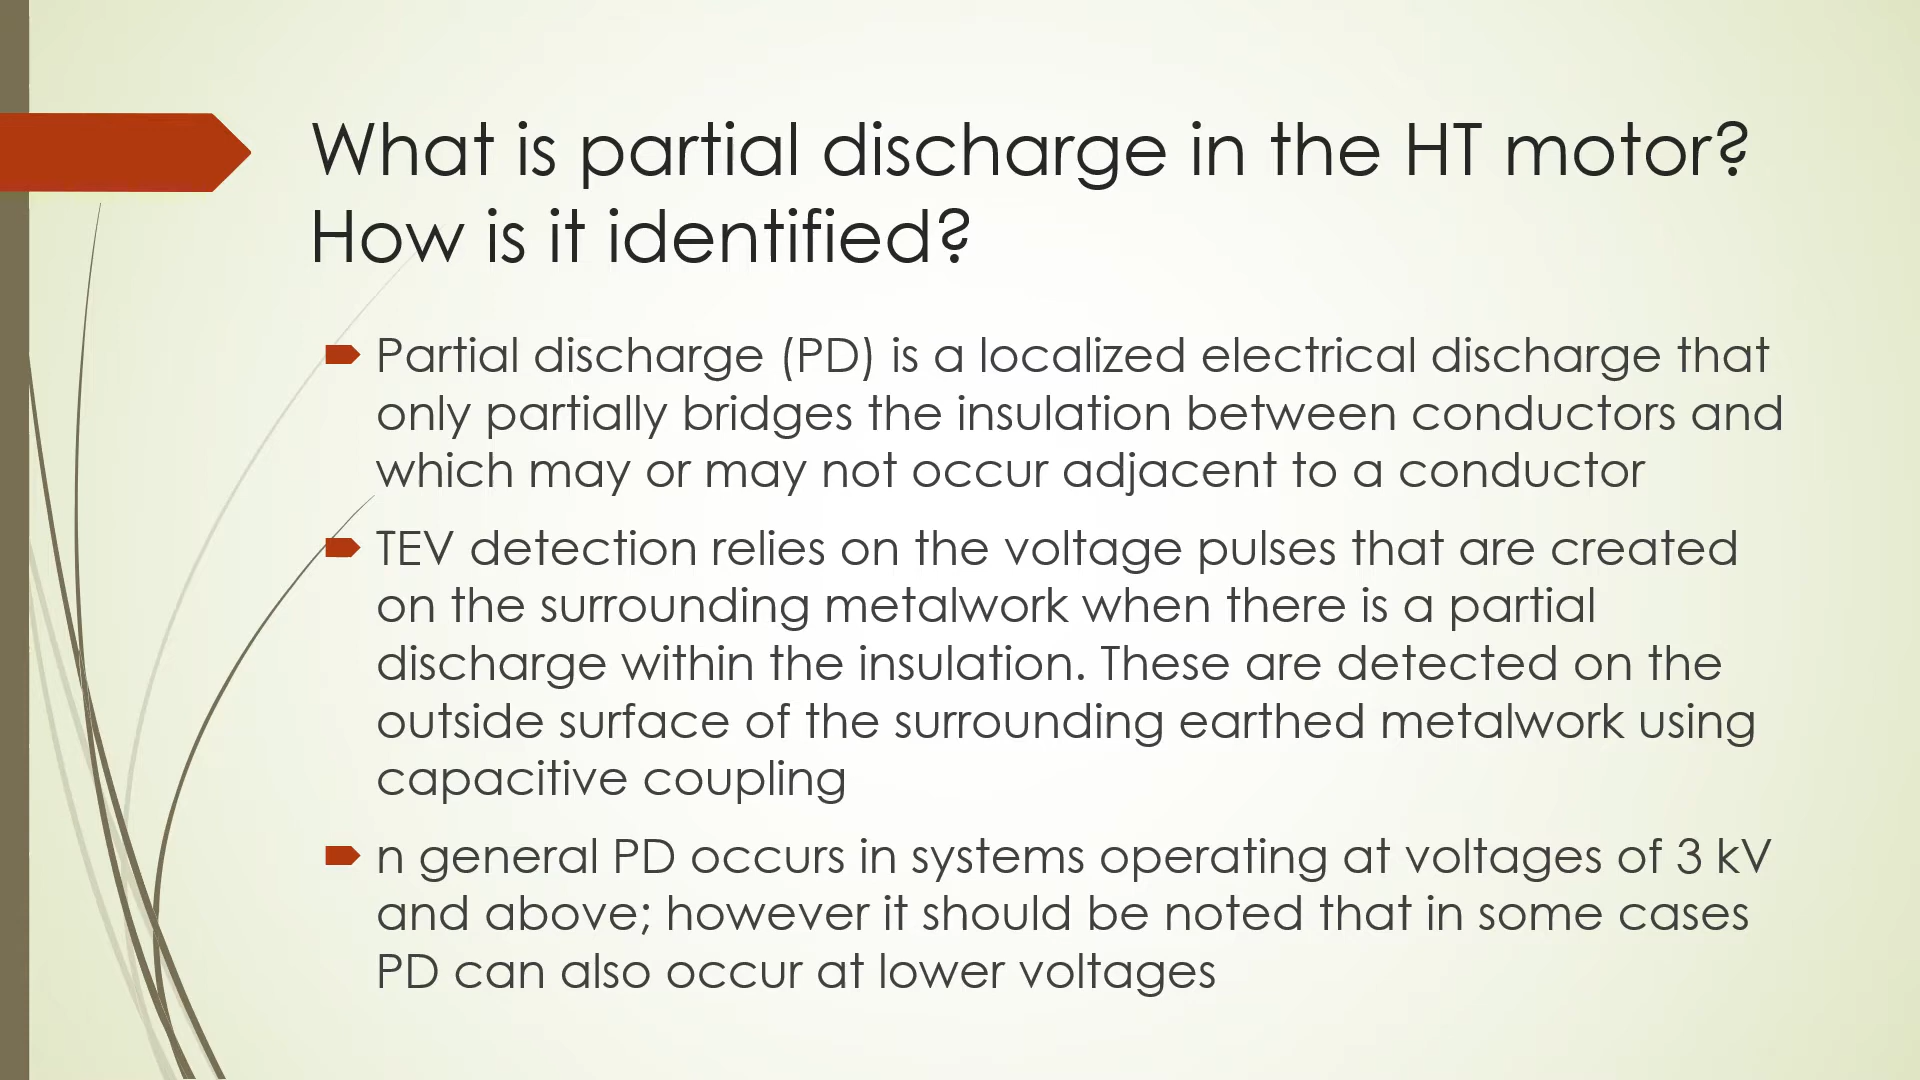 What is partial discharge in the HT motor?
How is it identified?
Partial discharge (PD) is a localized electrical discharge that
only partially bridges the insulation between conductors and
which may or may not occur adjacent to a conductor
TEV detection relies on the voltage pulses that are created
on the surrounding metalwork when there is a partial
discharge within the insulation. These are detected on the
outside surface of the surrounding earthed metalwork using
capacitive coupling
n general PD occurs in systems operating at voltages of 3 kV
and above; however it should be noted that in some cases
PD can also occur at lower voltages